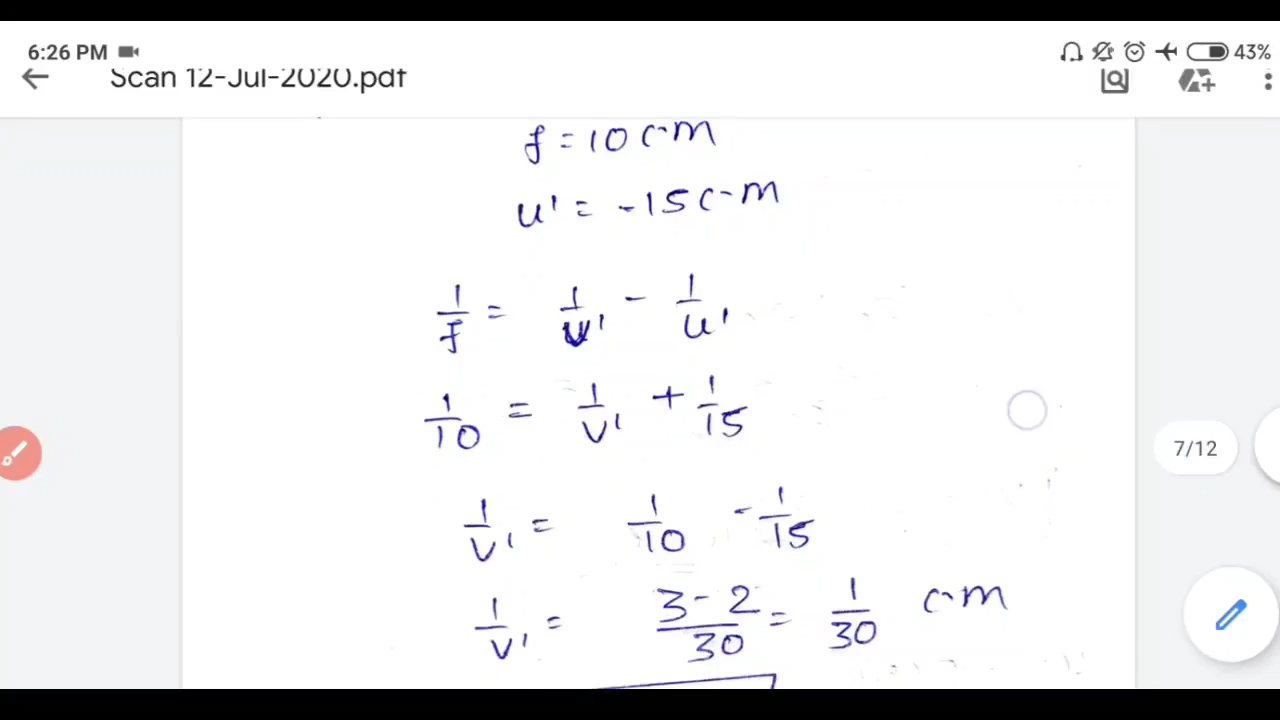 6:26 PM 43%
Scan 12-Jul-2020.pdf
f = 10 cm
u' = -15 cm
1/f = 1/v' - 1/u'
1/10 = 1/v' + 1/15
7/12
1/v' = 1/10 - 1/15
1/v' = 3-2/30 = 1/30 cm